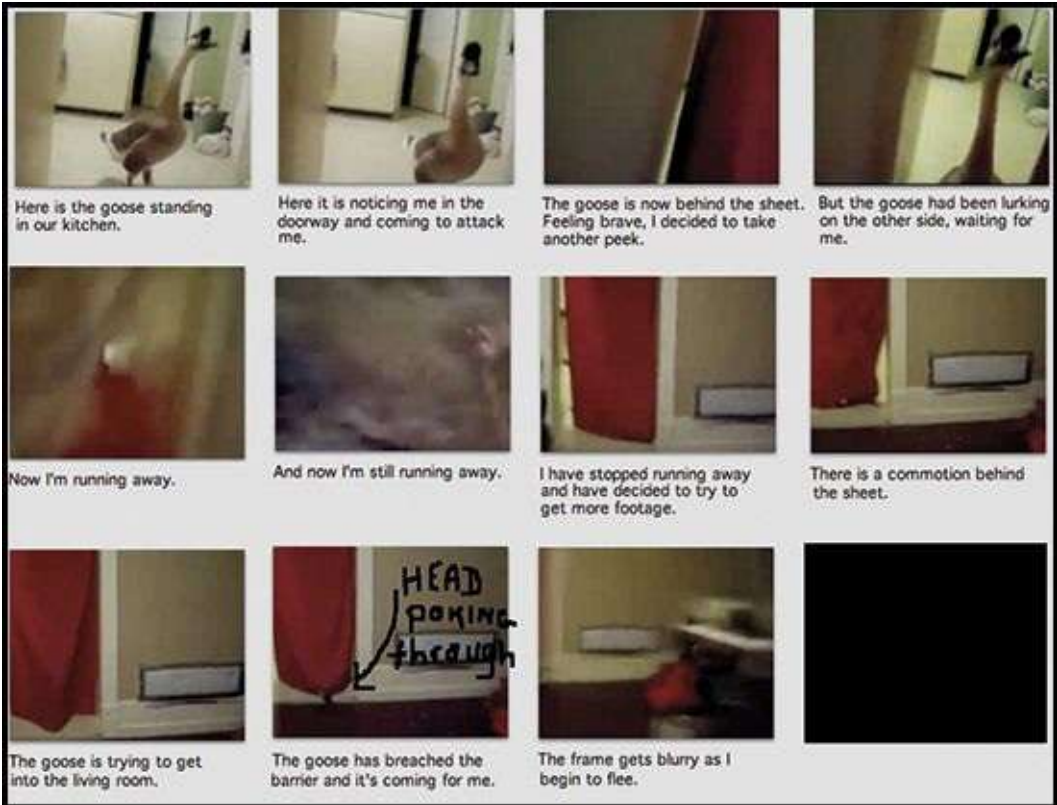 Here is the goose standing
in our kitchen.
Here it is noticing me in the
doorway and coming to attack
me.
The goose is now behind the sheet.
Feeling brave, I decided to take
another peek.
But the goose had been lurking
on the other side, waiting for
me.
Now I'm running away.
And now I'm still running away.
I have stopped running away
and have decided to try to
get more footage.
There is a commotion behind
the sheet.
The goose is trying to get
into the living room.
HEAD
POKING
through
The goose has breached the
barrier and it's coming for me.
The frame gets blurry as I
begin to flee.